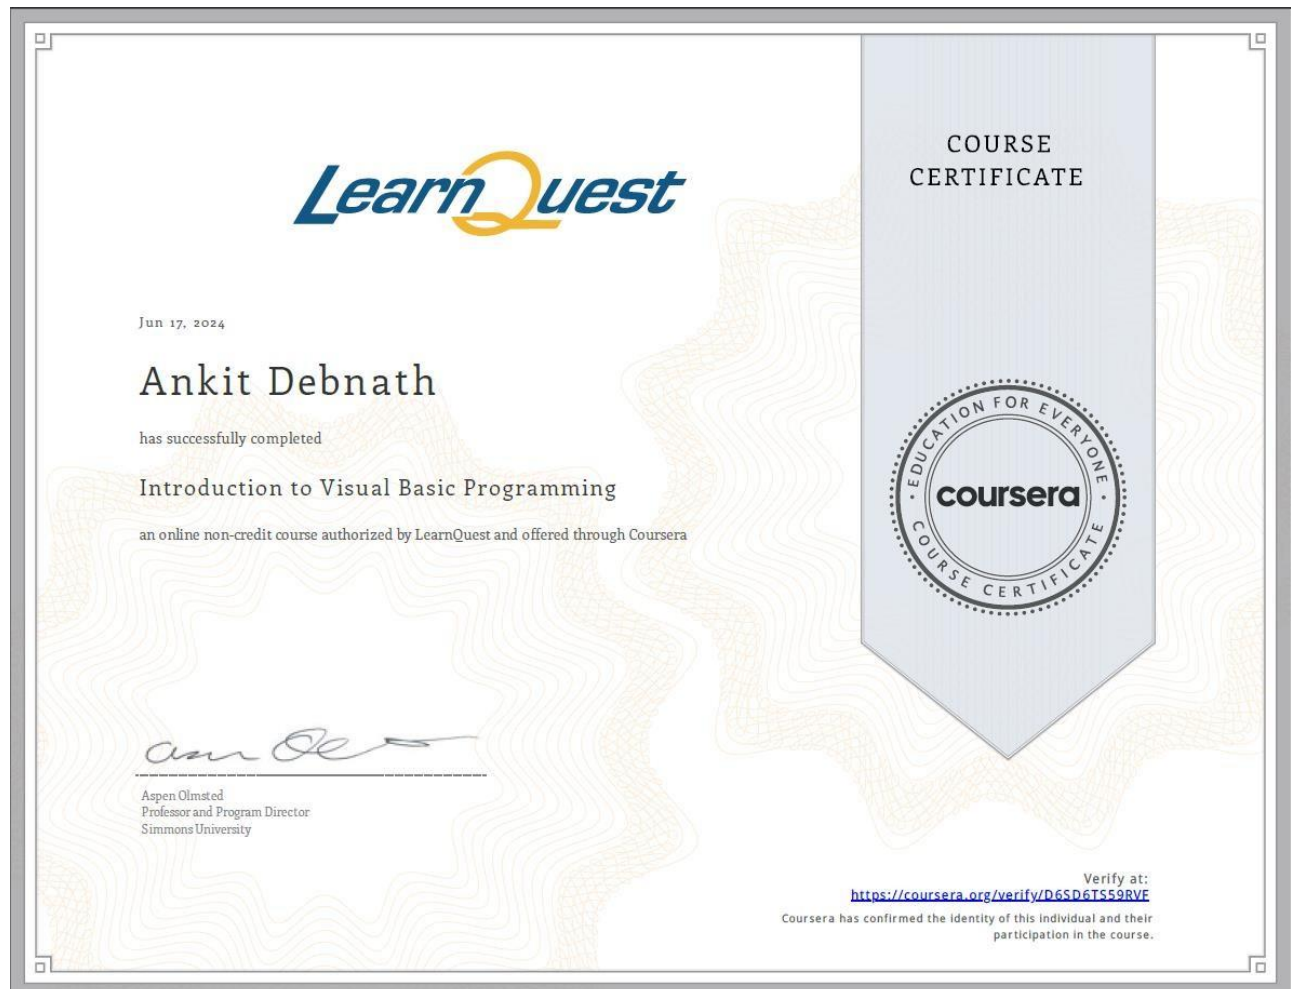 LearnQuest
COURSE
CERTIFICATE
Jun 17, 2024
Ankit Debnath
has successfully completed
Introduction to Visual Basic Programming
an online non-credit course authorized by LearnQuest and offered through Coursera
EDUCATION FOR EVERYONE
coursera
COURSE CERTIFICATE
Aspen Olmsted
Professor and Program Director
Simmons University
Verify at:
https://coursera.org/verify/D6SD6TS59RVF
Coursera has confirmed the identity of this individual and their
participation in the course.